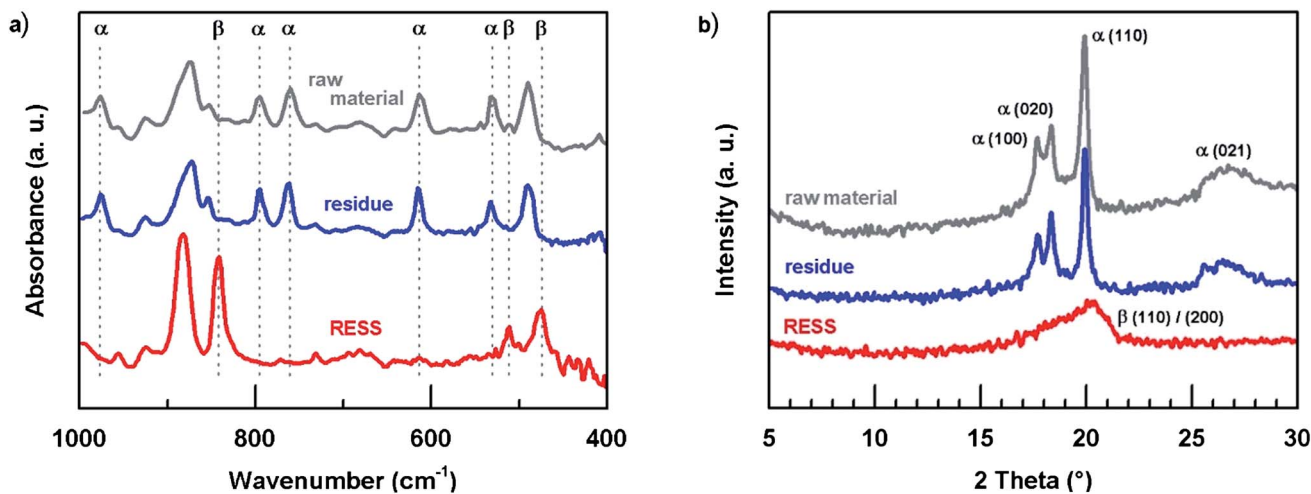 a)
α β α α α α β β
raw
material
residue
RESS
Absorbance (a. u.)
1000 800 600 400
Wavenumber (cm⁻¹)
b)
α (110)
α (020)
α (100)
α (021)
raw material
residue
RESS
β (110) / (200)
Intensity (a. u.)
5 10 15 20 25 30
2 Theta (°)